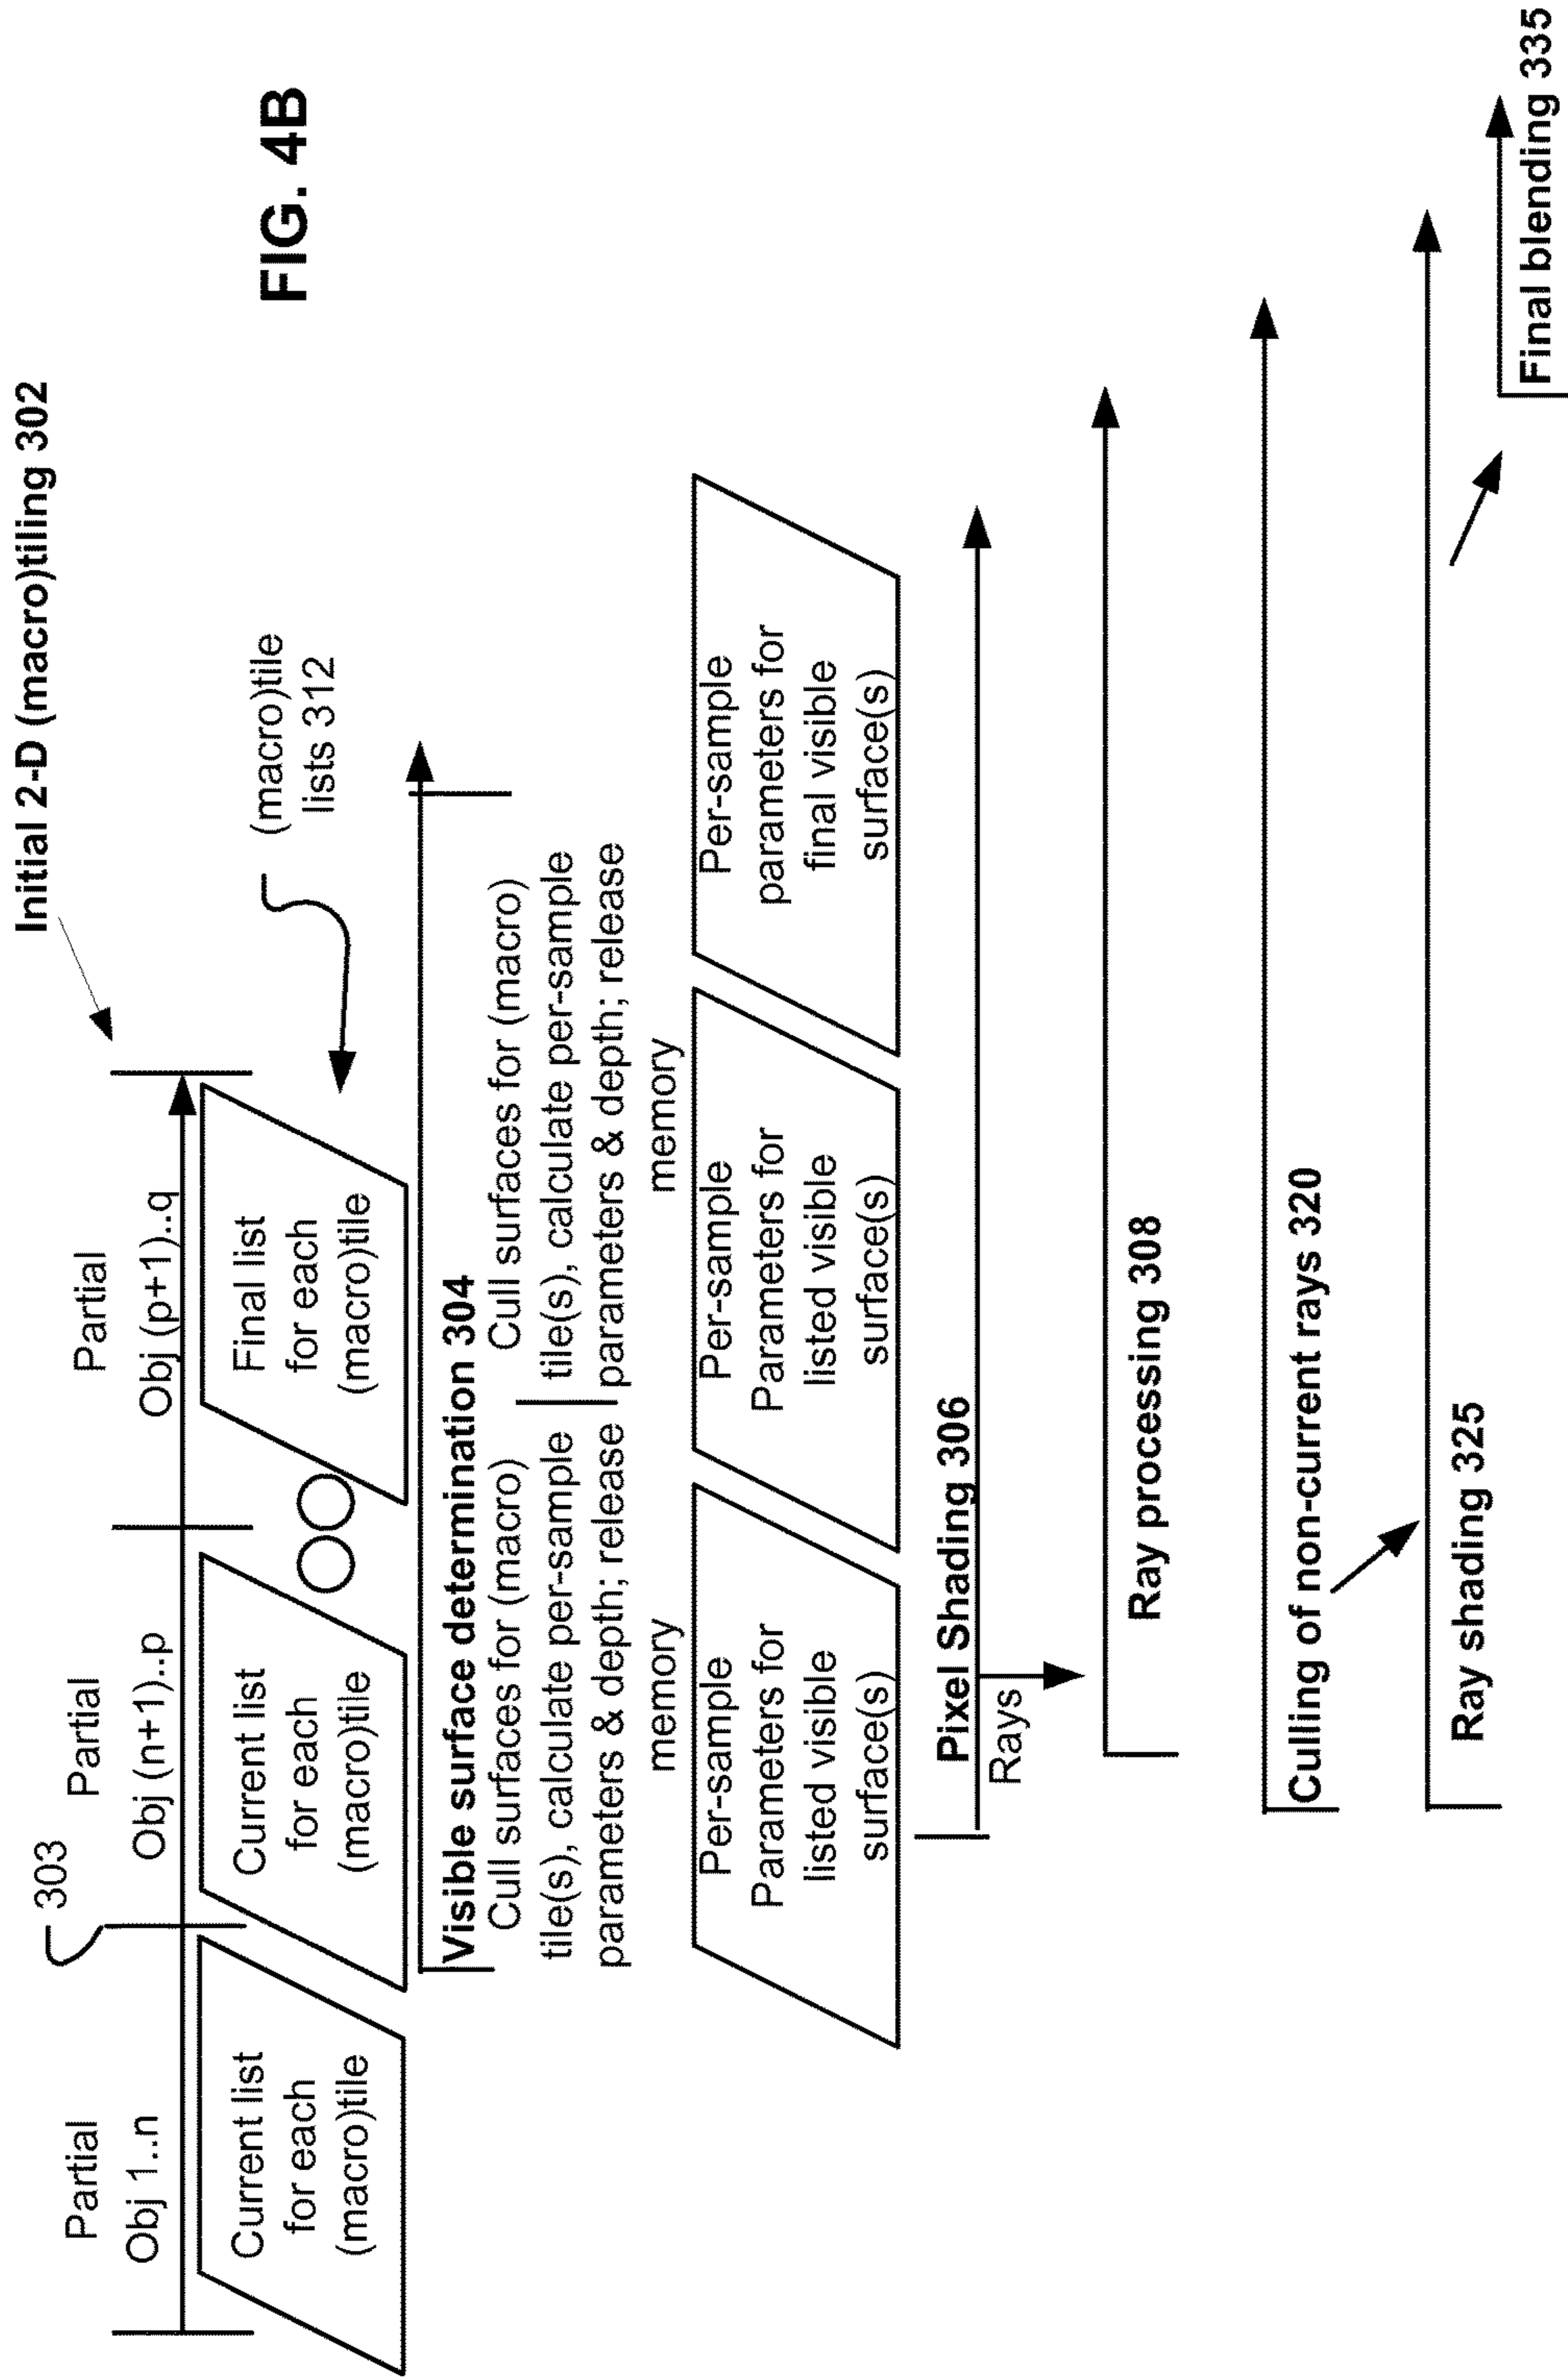 Initial 2-D (macro)tiling 302
FIG. 4B
303
Partial
Obj 1..n
Partial
Obj (n+1)..p
Partial
Obj (p+1)..q
(macro)tile
lists 312
Current list
for each
(macro)tile
Current list
for each
(macro)tile
Final list
for each
(macro)tile
Visible surface determination 304
Cull surfaces for (macro)
tile(s), calculate per-sample
parameters & depth; release
memory
Cull surfaces for (macro)
tile(s), calculate per-sample
parameters & depth; release
memory
Per-sample
Parameters for
listed visible
surface(s)
Per-sample
Parameters for
listed visible
surface(s)
Per-sample
parameters for
final visible
surface(s)
Pixel Shading 306
Rays
Ray processing 308
Culling of non-current rays 320
Ray shading 325
Final blending 335